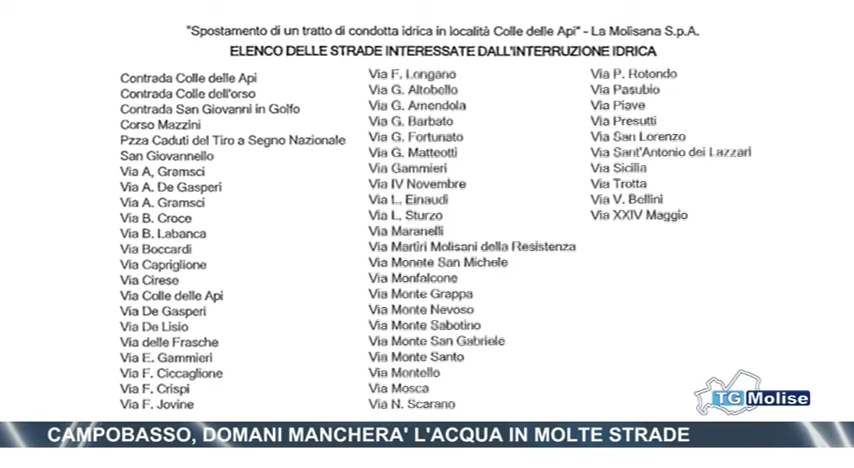 "Spostamento di un tratto di condotta idrica in località Colle delle Api" - La Molisana S.p.A.
ELENCO DELLE STRADE INTERESSATE DALL'INTERRUZIONE IDRICA
Contrada Colle delle Api
Contrada Colle dell'orso
Contrada San Giovanni in Golfo
Corso Mazzini
Pzza Caduti del Tiro a Segno Nazionale
San Giovannello
Via A, Gramsci
Via A. De Gasperi
Via A. Gramsci
Via B. Croce
Via B. Labanca
Via Boccardi
Via Capriglione
Via Cirese
Via Colle delle Api
Via De Gasperi
Via De Lisio
Via delle Frasche
Via E. Gammieri
Via F. Ciccaglione
Via F. Crispi
Via F. Jovine
Via F. Longano
Via G. Altobello
Via G. Amendola
Via G. Barbato
Via G. Fortunato
Via G. Matteotti
Via Gammieri
Via IV Novembre
Via L. Einaudi
Via L. Sturzo
Via Maranelli
Via Martiri Molisani della Resistenza
Via Monete San Michele
Via Monfalcone
Via Monte Grappa
Via Monte Nevoso
Via Monte Sabotino
Via Monte San Gabriele
Via Monte Santo
Via Montello
Via Mosca
Via N. Scarano
Via P. Rotondo
Via Pasubio
Via Piave
Via Presutti
Via San Lorenzo
Via Sant'Antonio dei Lazzari
Via Sicilia
Via Trotta
Via V. Bellini
Via XXIV Maggio
TG Molise
CAMPOBASSO, DOMANI MANCHERA' L'ACQUA IN MOLTE STRADE